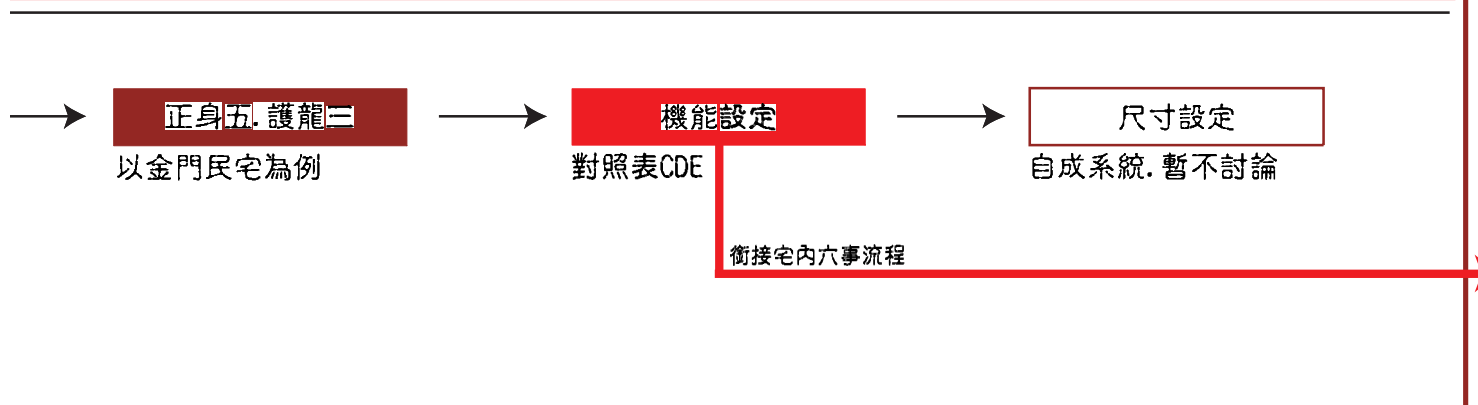 正身五.護龍三
以金門民宅為例
機能設定
對照表CDE
尺寸設定
自成系統.暫不討論
銜接宅內六事流程